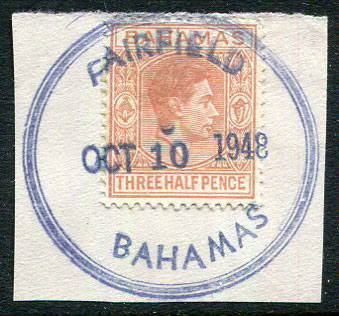 BAHAMAS
FAIRFIELD
OCT 10 1948
THREE HALF PENCE
BAHAMAS